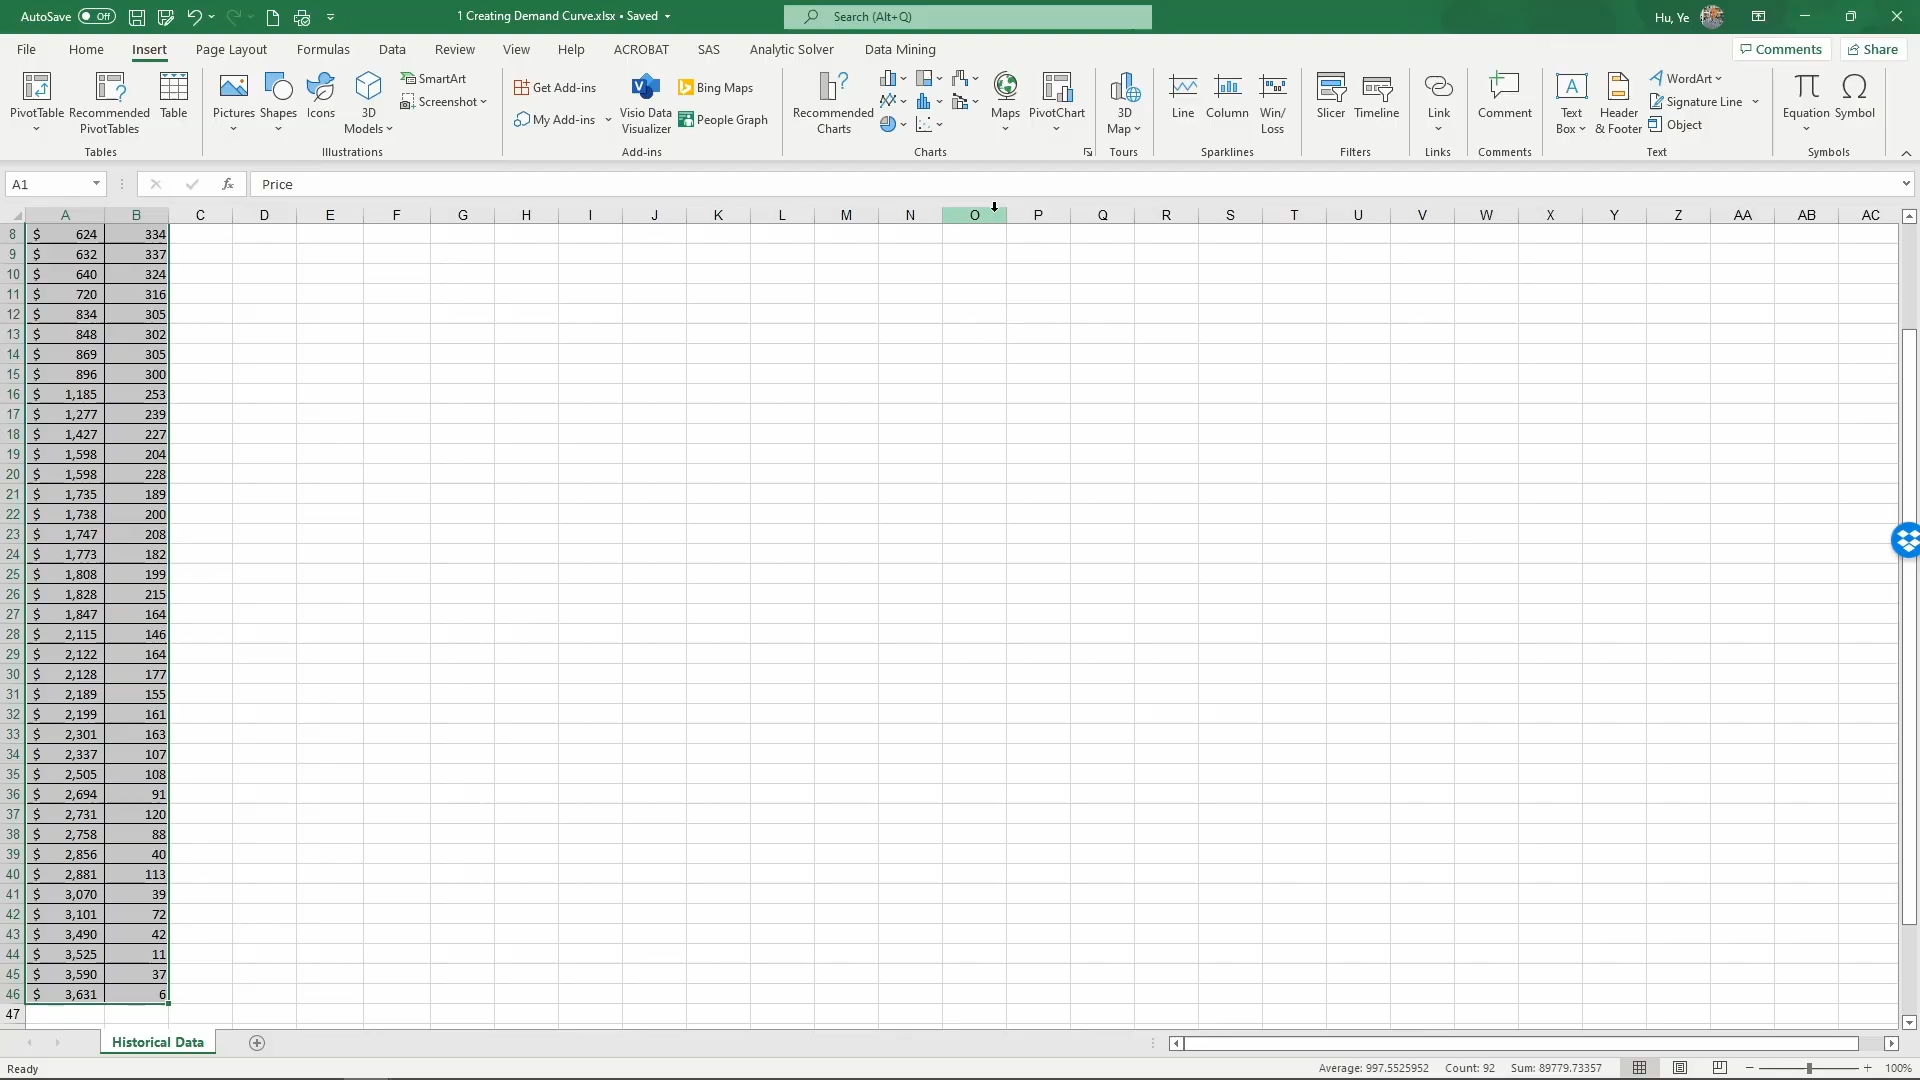 AutoSave Off 1 Creating Demand Curve.xlsx • Saved Search (Alt+Q) Hu, Ye
File Home Insert Page Layout Formulas Data Review View Help ACROBAT SAS Analytic Solver Data Mining Comments Share
PivotTable Recommended PivotTables Table
Tables
Pictures Shapes Icons 3D Models SmartArt Screenshot
Illustrations
Get Add-ins My Add-ins Visio Data Visualizer Bing Maps People Graph
Add-ins
Recommended Charts Maps PivotChart
Charts
3D Map
Tours
Line Column Win/Loss
Sparklines
Slicer Timeline
Filters
Link
Links
Comment
Comments
Text Box Header & Footer WordArt Signature Line Object
Text
Equation Symbol
Symbols
A1 fx Price
A B C D E F G H I J K L M N O P Q R S T U V W X Y Z AA AB AC
8 $ 624 334
9 $ 632 337
10 $ 640 324
11 $ 720 316
12 $ 834 305
13 $ 848 302
14 $ 869 305
15 $ 896 300
16 $ 1,185 253
17 $ 1,277 239
18 $ 1,427 227
19 $ 1,598 204
20 $ 1,598 228
21 $ 1,735 189
22 $ 1,738 200
23 $ 1,747 208
24 $ 1,773 182
25 $ 1,808 199
26 $ 1,828 215
27 $ 1,847 164
28 $ 2,115 146
29 $ 2,122 164
30 $ 2,128 177
31 $ 2,189 155
32 $ 2,199 161
33 $ 2,301 163
34 $ 2,337 107
35 $ 2,505 108
36 $ 2,694 91
37 $ 2,731 120
38 $ 2,758 88
39 $ 2,856 40
40 $ 2,881 113
41 $ 3,070 39
42 $ 3,101 72
43 $ 3,490 42
44 $ 3,525 11
45 $ 3,590 37
46 $ 3,631 6
47
Historical Data
Ready Average: 997.5525952 Count: 92 Sum: 89779.73357 100%